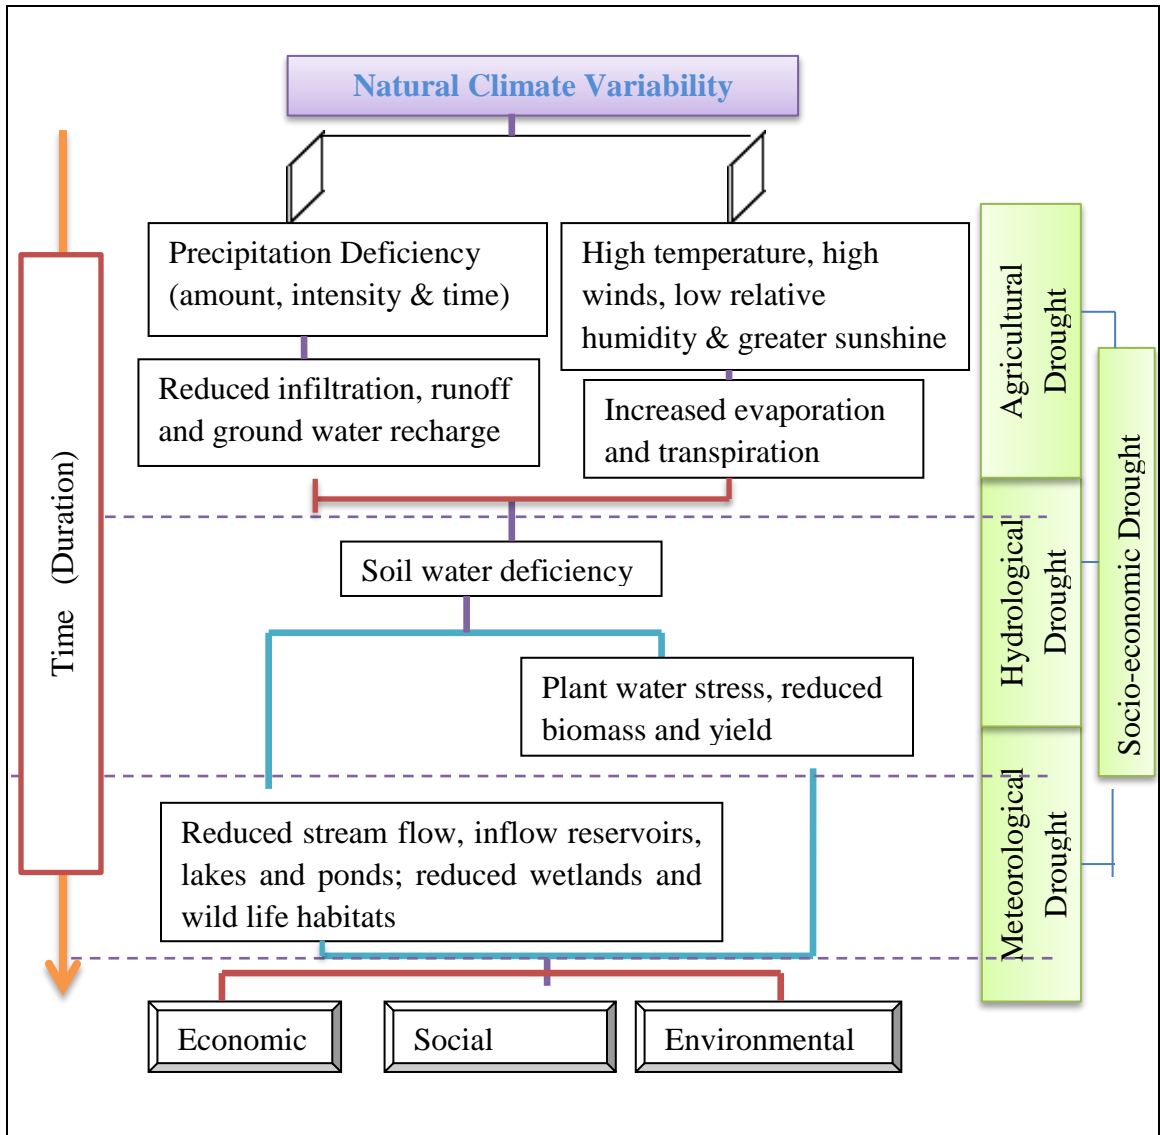 Natural Climate Variability
Precipitation Deficiency
(amount, intensity & time)
High temperature, high
winds, low relative
humidity & greater sunshine
Reduced infiltration, runoff
and ground water recharge
Increased evaporation
and transpiration
Soil water deficiency
Plant water stress, reduced
biomass and yield
Reduced stream flow, inflow reservoirs,
lakes and ponds; reduced wetlands and
wild life habitats
Economic
Social
Environmental
Time (Duration)
Agricultural
Drought
Hydrological
Drought
Meteorological
Drought
Socio-economic Drought